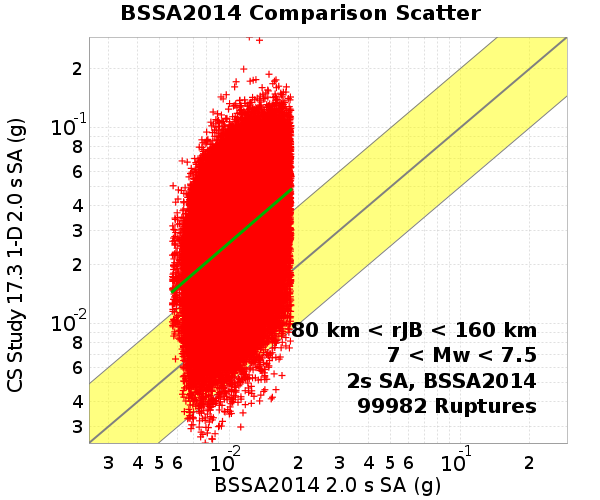 BSSA2014 Comparison Scatter
CS Study 17.3 1-D 2.0 s SA (g)
2
10-1
8
6
4
3
2
10-2
8
6
4
3
80 km < rJB < 160 km
7 < Mw < 7.5
2s SA, BSSA2014
99982 Ruptures
3 4 5 6 10-2 2 3 4 5 6 10-1 2
BSSA2014 2.0 s SA (g)